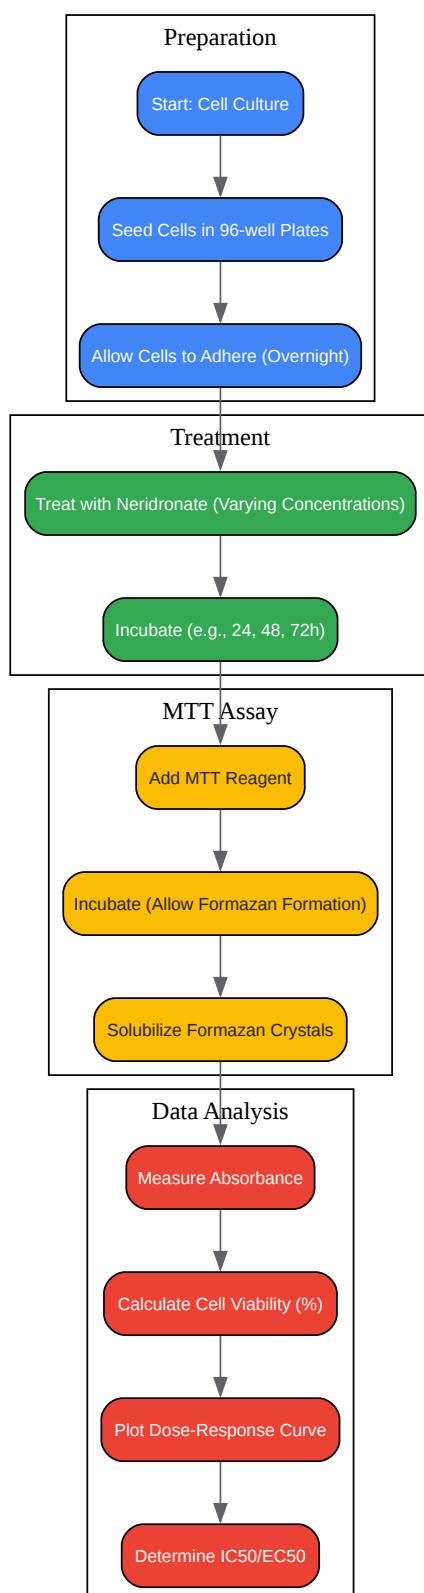 Preparation
Start: Cell Culture
Seed Cells in 96-well Plates
Allow Cells to Adhere (Overnight)
Treatment
Treat with Neridronate (Varying Concentrations)
Incubate (e.g., 24, 48, 72h)
MTT Assay
Add MTT Reagent
Incubate (Allow Formazan Formation)
Solubilize Formazan Crystals
Data Analysis
Measure Absorbance
Calculate Cell Viability (%)
Plot Dose-Response Curve
Determine IC50/EC50